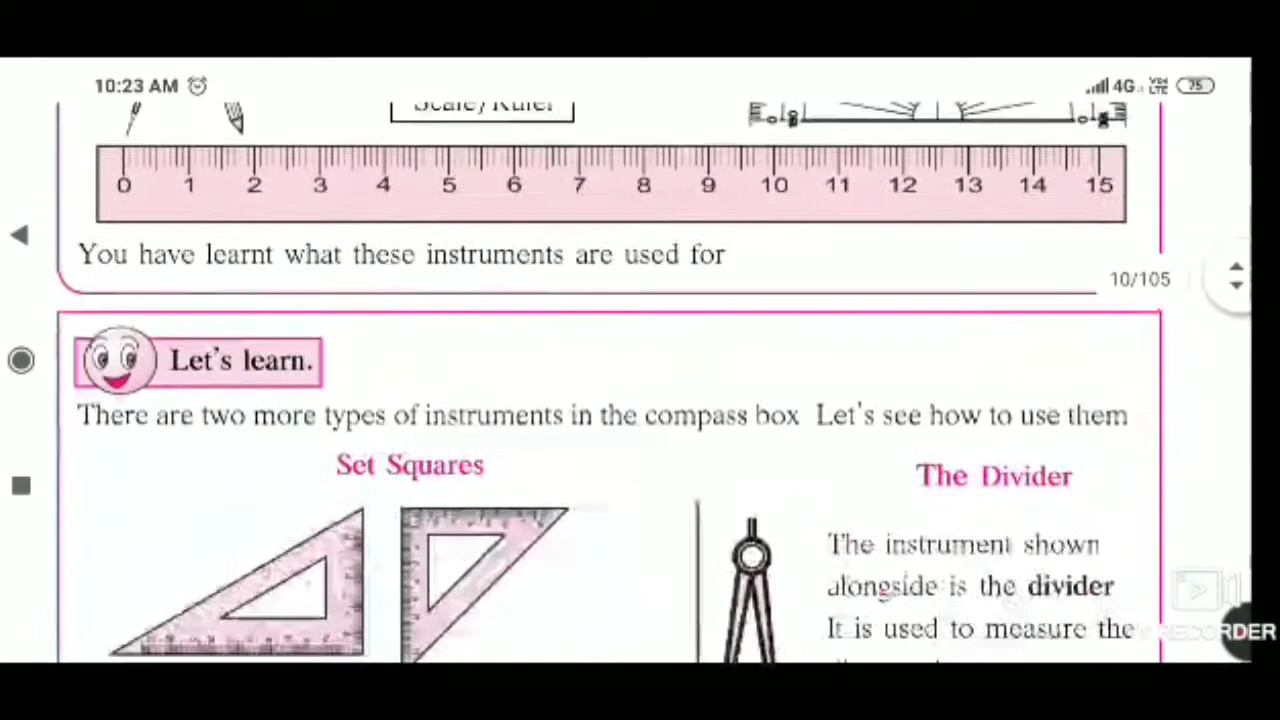 10:23 AM
4G VoLTE 75
Scale/Ruler
0 1 2 3 4 5 6 7 8 9 10 11 12 13 14 15
You have learnt what these instruments are used for
10/105
Let's learn.
There are two more types of instruments in the compass box Let's see how to use them
Set Squares
The Divider
The instrument shown
alongside is the divider
It is used to measure the
RECORDER